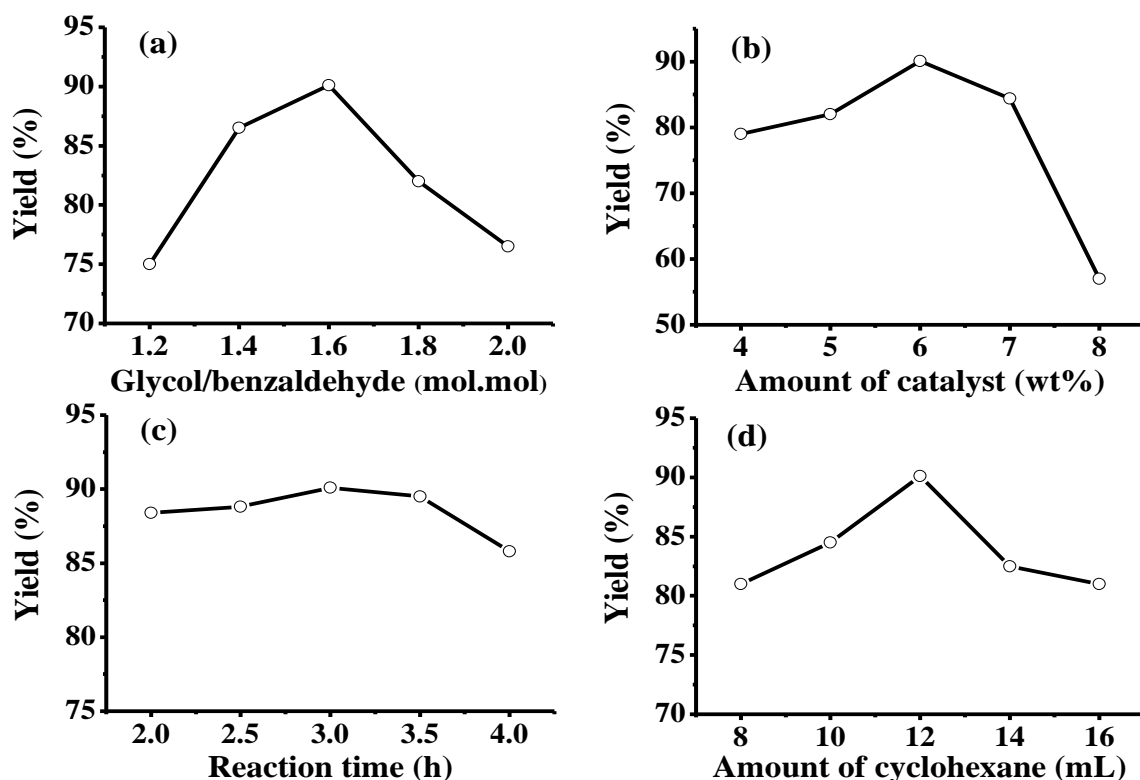 (a)
95
90
85
80
75
70
Yield (%)
1.2 1.4 1.6 1.8 2.0
Glycol/benzaldehyde (mol.mol)
(b)
90
80
70
60
50
Yield (%)
4 5 6 7 8
Amount of catalyst (wt%)
(c)
95
90
85
80
75
Yield (%)
2.0 2.5 3.0 3.5 4.0
Reaction time (h)
(d)
95
90
85
80
75
70
Yield (%)
8 10 12 14 16
Amount of cyclohexane (mL)